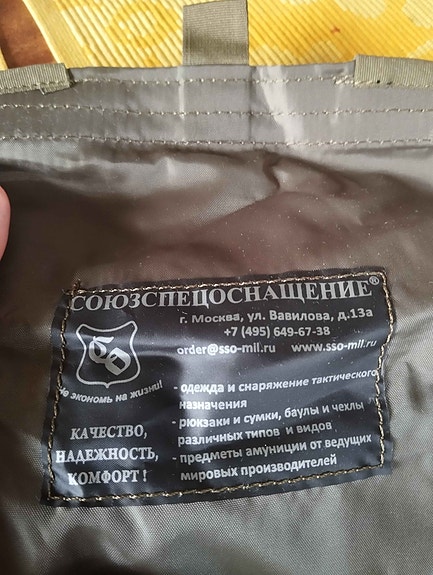 СОЮЗСПЕЦОСНАЩЕНИЕ®
г. Москва, ул. Вавилова, д.13а
+7 (495) 649-67-38
order@sso-mil.ru www.sso-mil.ru
Не экономь на жизни!
КАЧЕСТВО,
НАДЕЖНОСТЬ,
КОМФОРТ!
- одежда и снаряжение тактического
назначения
- рюкзаки и сумки, баулы и чехлы
различных типов и видов
- предметы амуниции от ведущих
мировых производителей